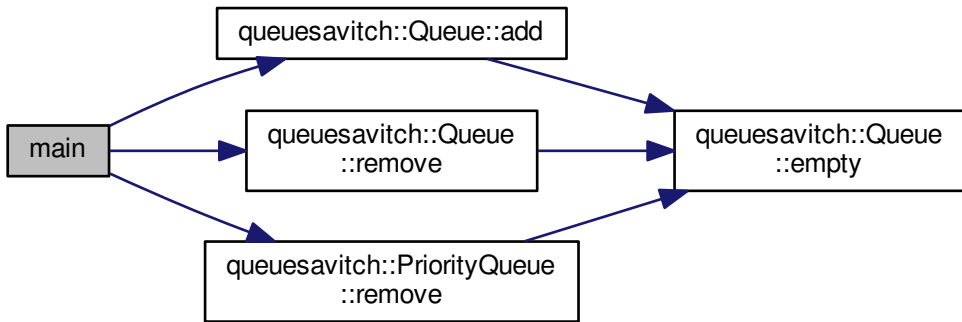 queuesavitch::Queue::add
main
queuesavitch::Queue
::remove
queuesavitch::Queue
::empty
queuesavitch::PriorityQueue
::remove